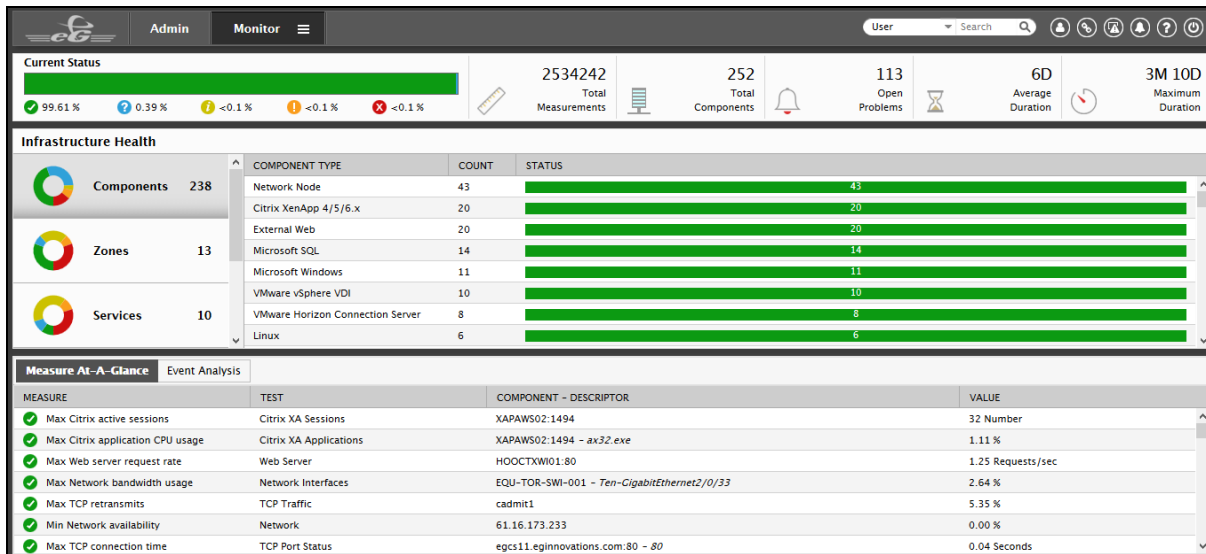 eG
Admin
Monitor
User
Search
Current Status
99.61 %
? 0.39 %
i <0.1 %
! <0.1 %
<0.1 %
2534242
Total
Measurements
252
Total
Components
113
Open
Problems
6D
Average
Duration
3M 10D
Maximum
Duration
Infrastructure Health
Components 238
Zones 13
Services 10
COMPONENT TYPE COUNT STATUS
Network Node 43 43
Citrix XenApp 4/5/6.x 20 20
External Web 20 20
Microsoft SQL 14 14
Microsoft Windows 11 11
VMware vSphere VDI 10 10
VMware Horizon Connection Server 8 8
Linux 6 6
Measure At-A-Glance Event Analysis
MEASURE TEST COMPONENT - DESCRIPTOR VALUE
Max Citrix active sessions Citrix XA Sessions XAPAWS02:1494 32 Number
Max Citrix application CPU usage Citrix XA Applications XAPAWS02:1494 - ax32.exe 1.11 %
Max Web server request rate Web Server HOOCTXWI01:80 1.25 Requests/sec
Max Network bandwidth usage Network Interfaces EQU-TOR-SWI-001 - Ten-GigabitEthernet2/0/33 2.64 %
Max TCP retransmits TCP Traffic cadmit1 5.35 %
Min Network availability Network 61.16.173.233 0.00 %
Max TCP connection time TCP Port Status egcs11.eginnovations.com:80 - 80 0.04 Seconds